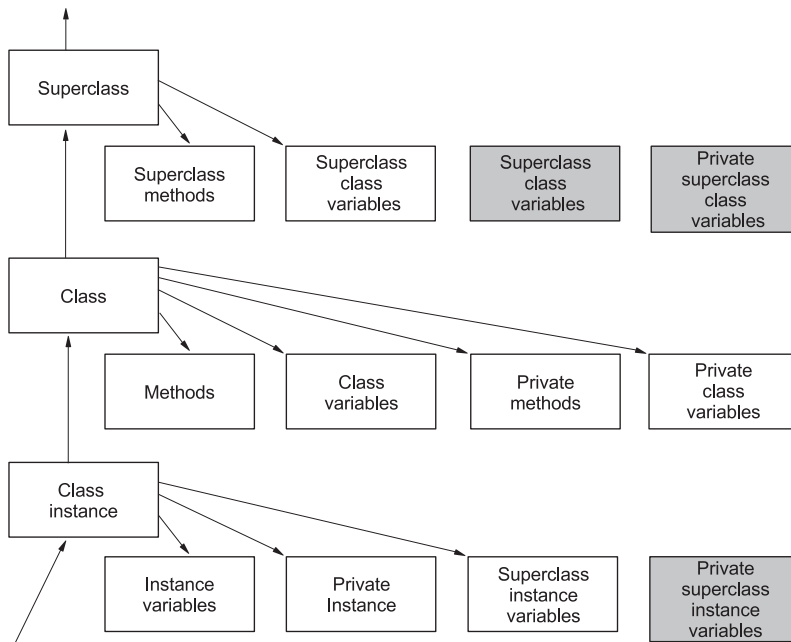 Superclass
Superclass
methods
Superclass
class
variables
Superclass
class
variables
Private
superclass
class
variables
Class
Methods
Class
variables
Private
methods
Private
class
variables
Class
instance
Instance
variables
Private
Instance
Superclass
instance
variables
Private
superclass
instance
variables